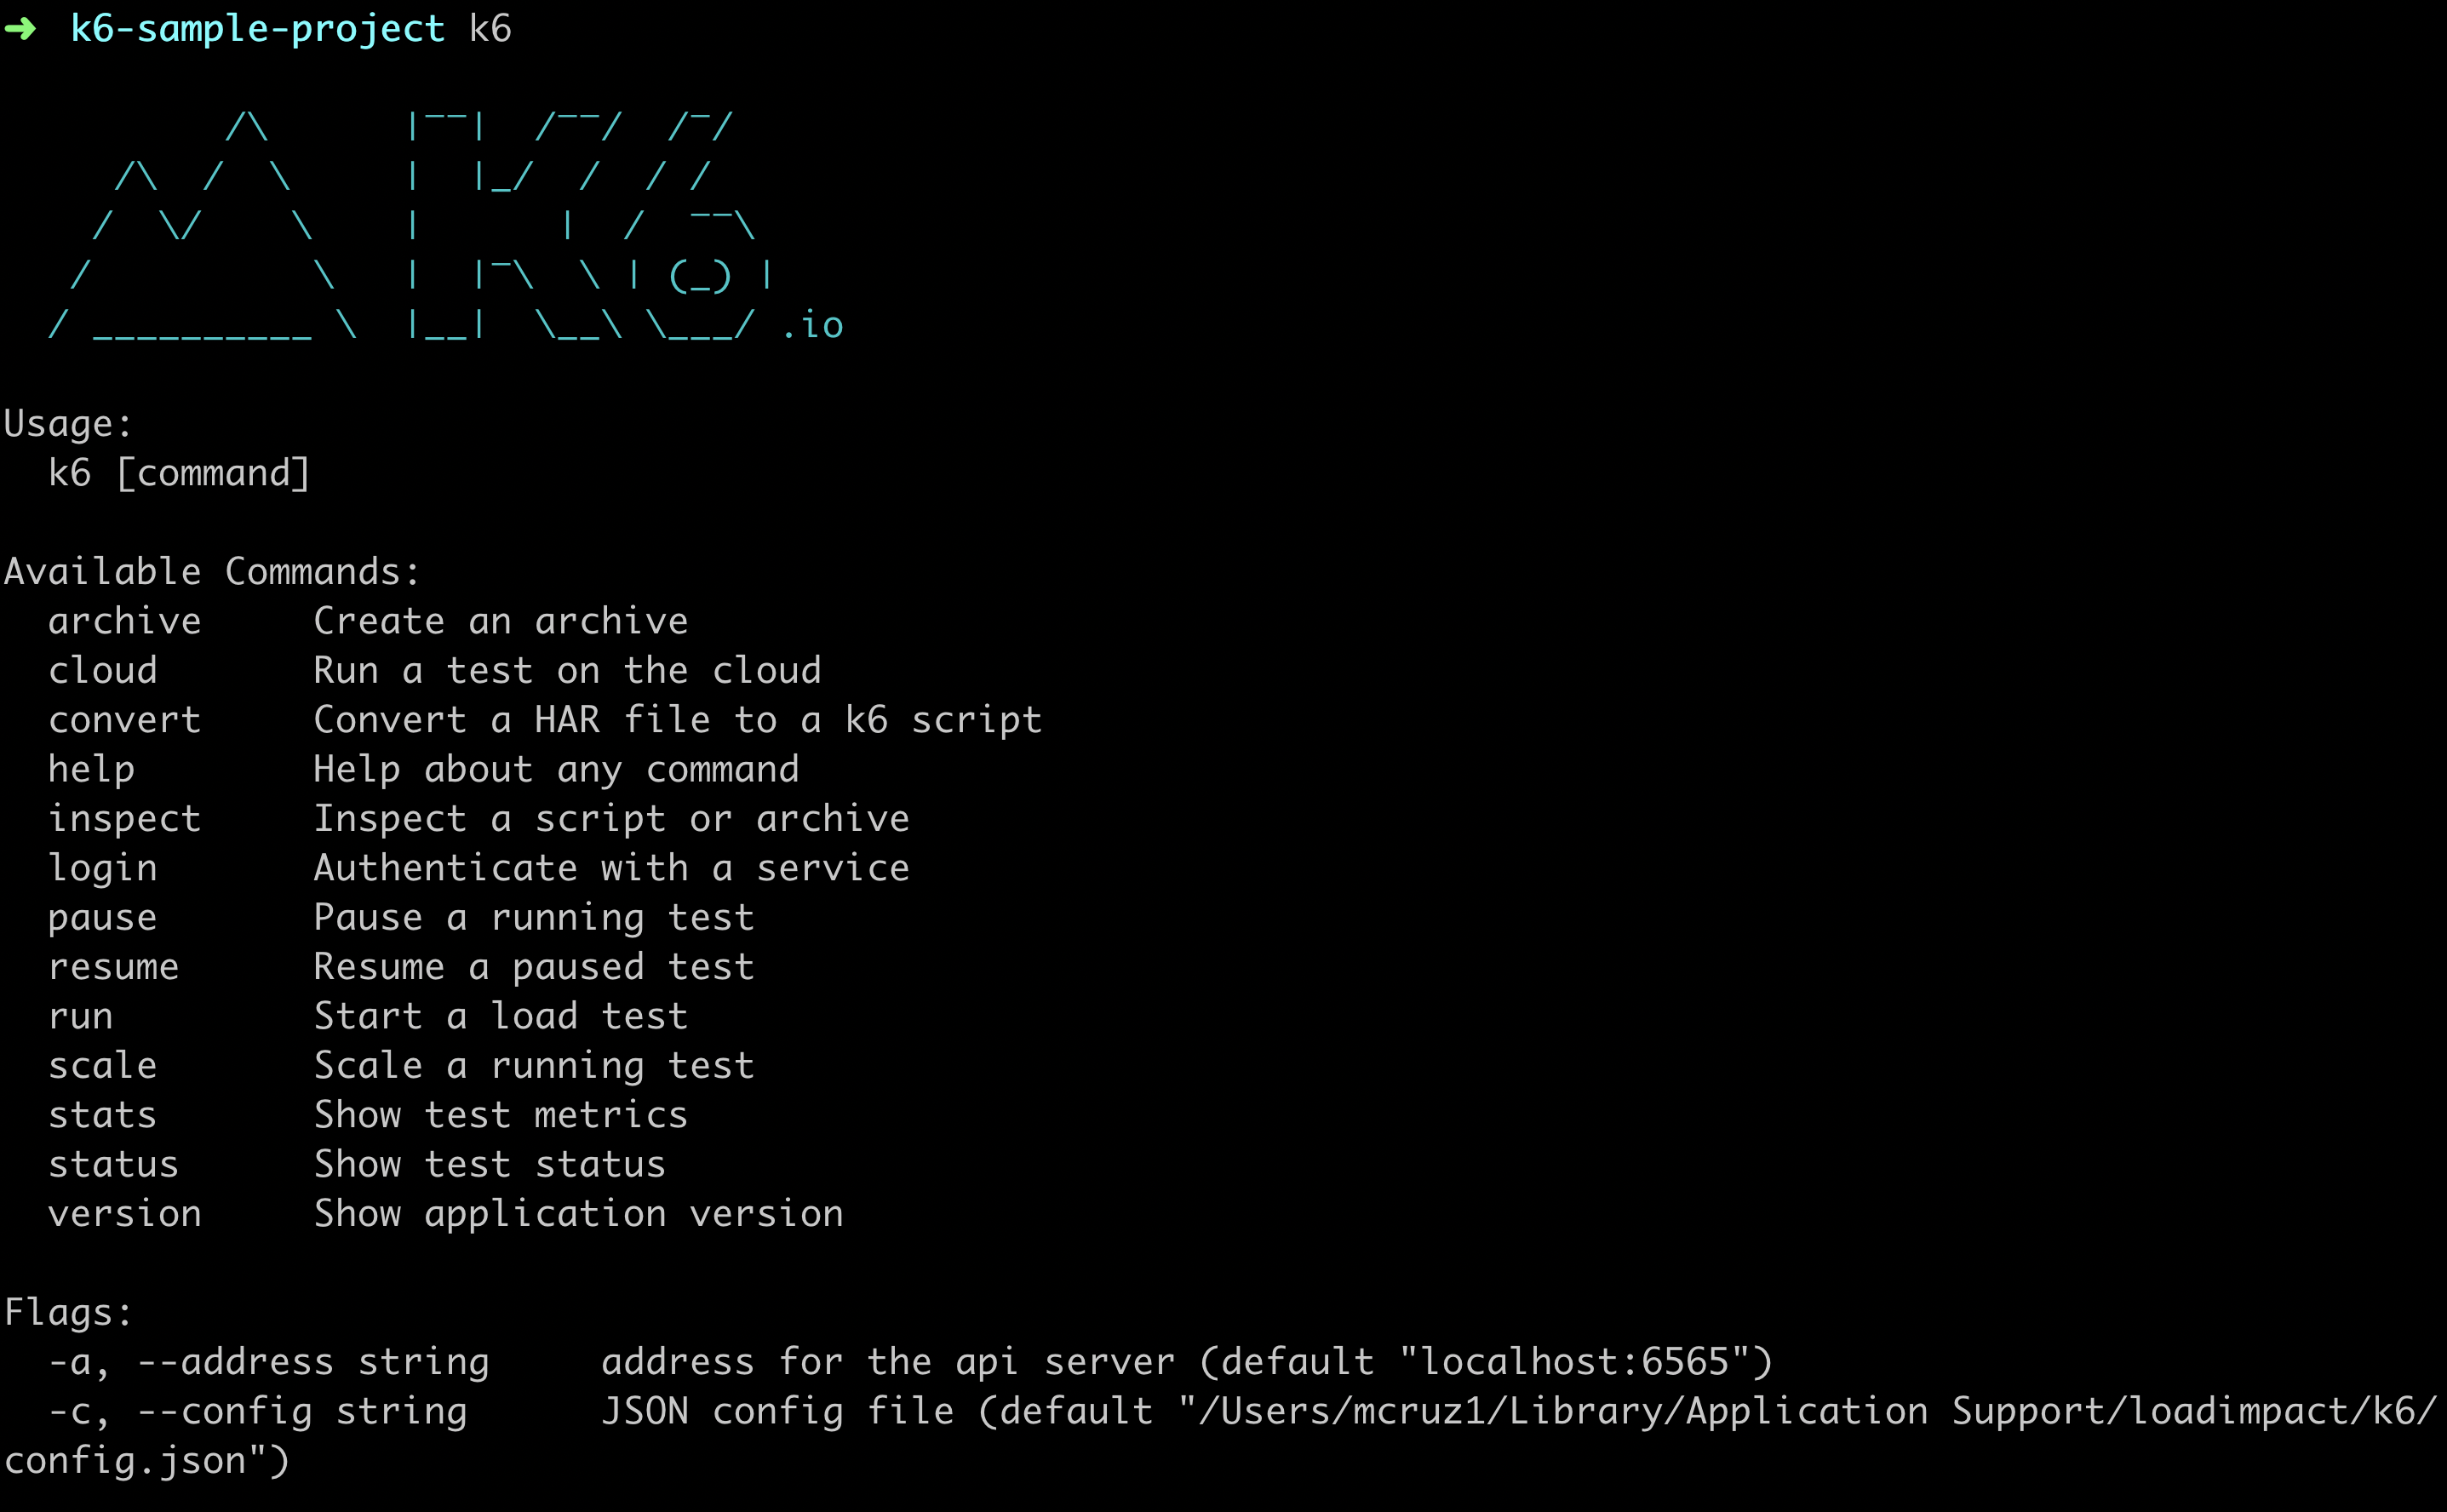 ➜  k6-sample-project k6

          /\      |‾‾|  /‾‾/  /‾/
     /\  /  \     |  |_/  /  / /
    /  \/    \    |      |  /  ‾‾\
   /          \   |  |‾\  \ | (_) |
  / __________ \  |__|  \__\ \___/ .io

Usage:
  k6 [command]

Available Commands:
  archive     Create an archive
  cloud       Run a test on the cloud
  convert     Convert a HAR file to a k6 script
  help        Help about any command
  inspect     Inspect a script or archive
  login       Authenticate with a service
  pause       Pause a running test
  resume      Resume a paused test
  run         Start a load test
  scale       Scale a running test
  stats       Show test metrics
  status      Show test status
  version     Show application version

Flags:
  -a, --address string     address for the api server (default "localhost:6565")
  -c, --config string      JSON config file (default "/Users/mcruz1/Library/Application Support/loadimpact/k6/
config.json")